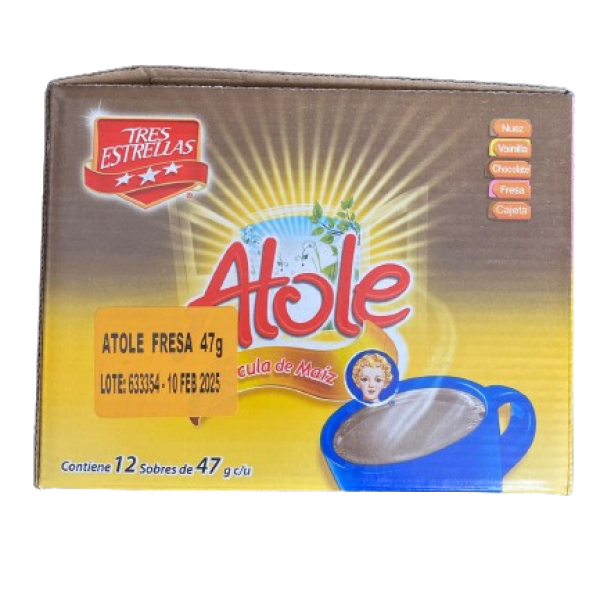 TRES
ESTRELLAS
Nuez
Vainilla
Chocolate
Fresa
Cajeta
Atole
cula de Maíz
ATOLE FRESA 47g
LOTE: 633354 - 10 FEB 2025
Contiene 12 Sobres de 47 g c/u